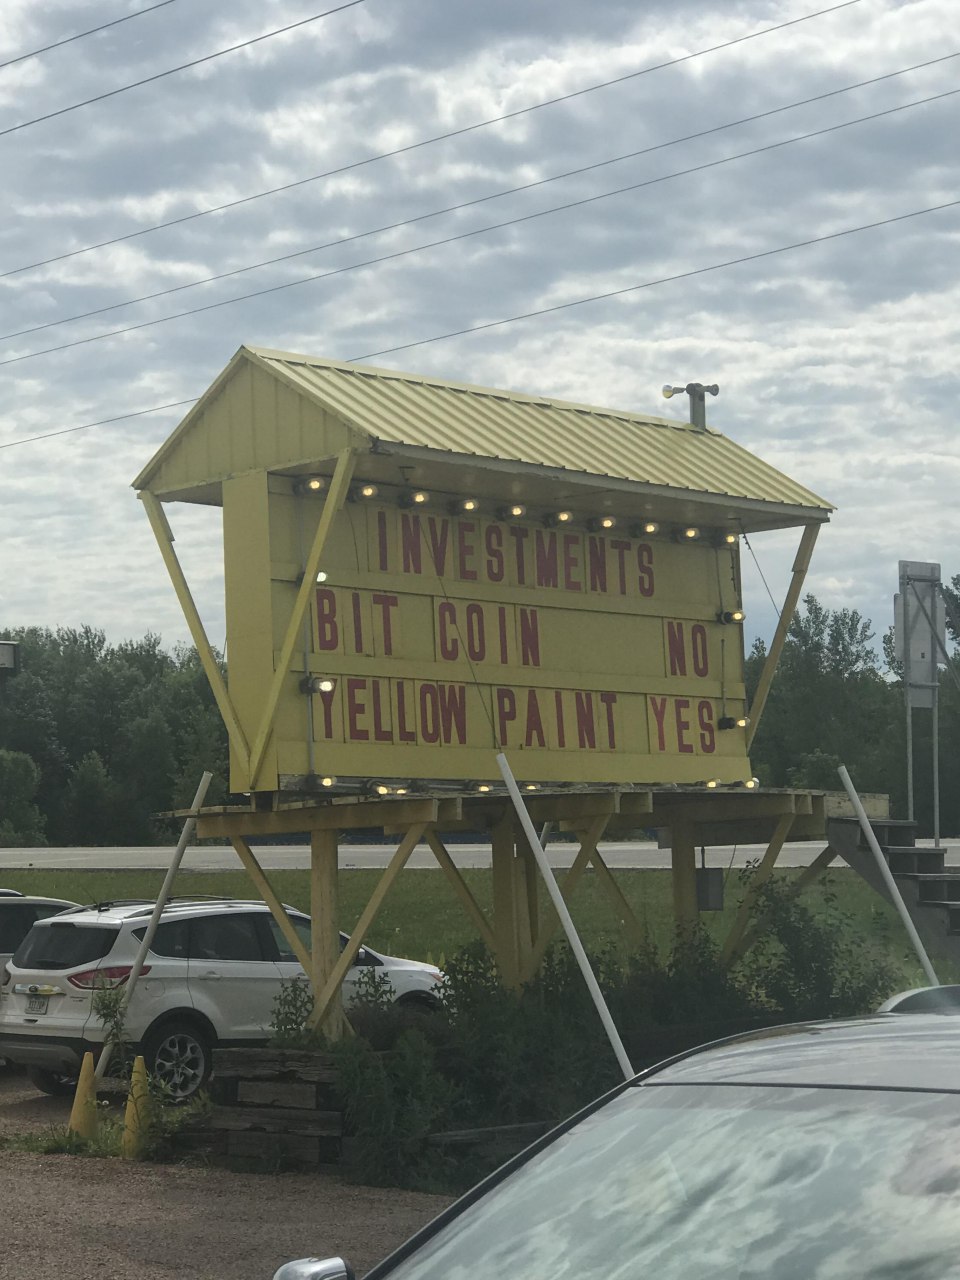 INVESTMENTS
BIT COIN NO
YELLOW PAINT YES